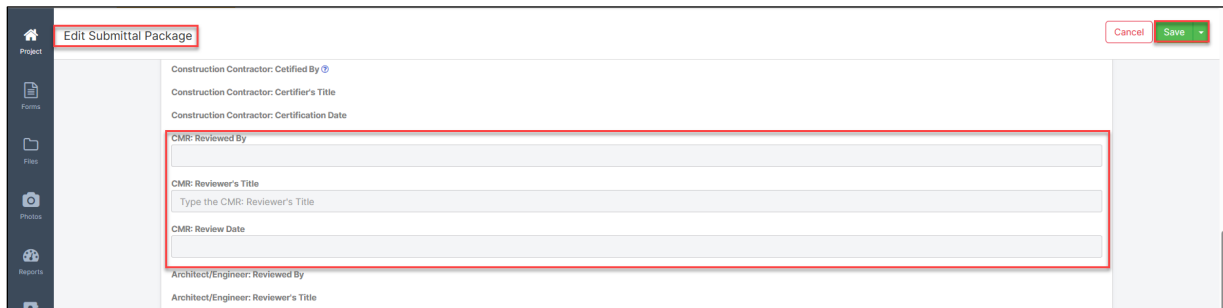 Edit Submittal Package
Cancel
Save
Project
Forms
Files
Photos
Reports
Construction Contractor: Cetified By
Construction Contractor: Certifier's Title
Construction Contractor: Certification Date
CMR: Reviewed By
CMR: Reviewer's Title
Type the CMR: Reviewer's Title
CMR: Review Date
Architect/Engineer: Reviewed By
Architect/Engineer: Reviewer's Title